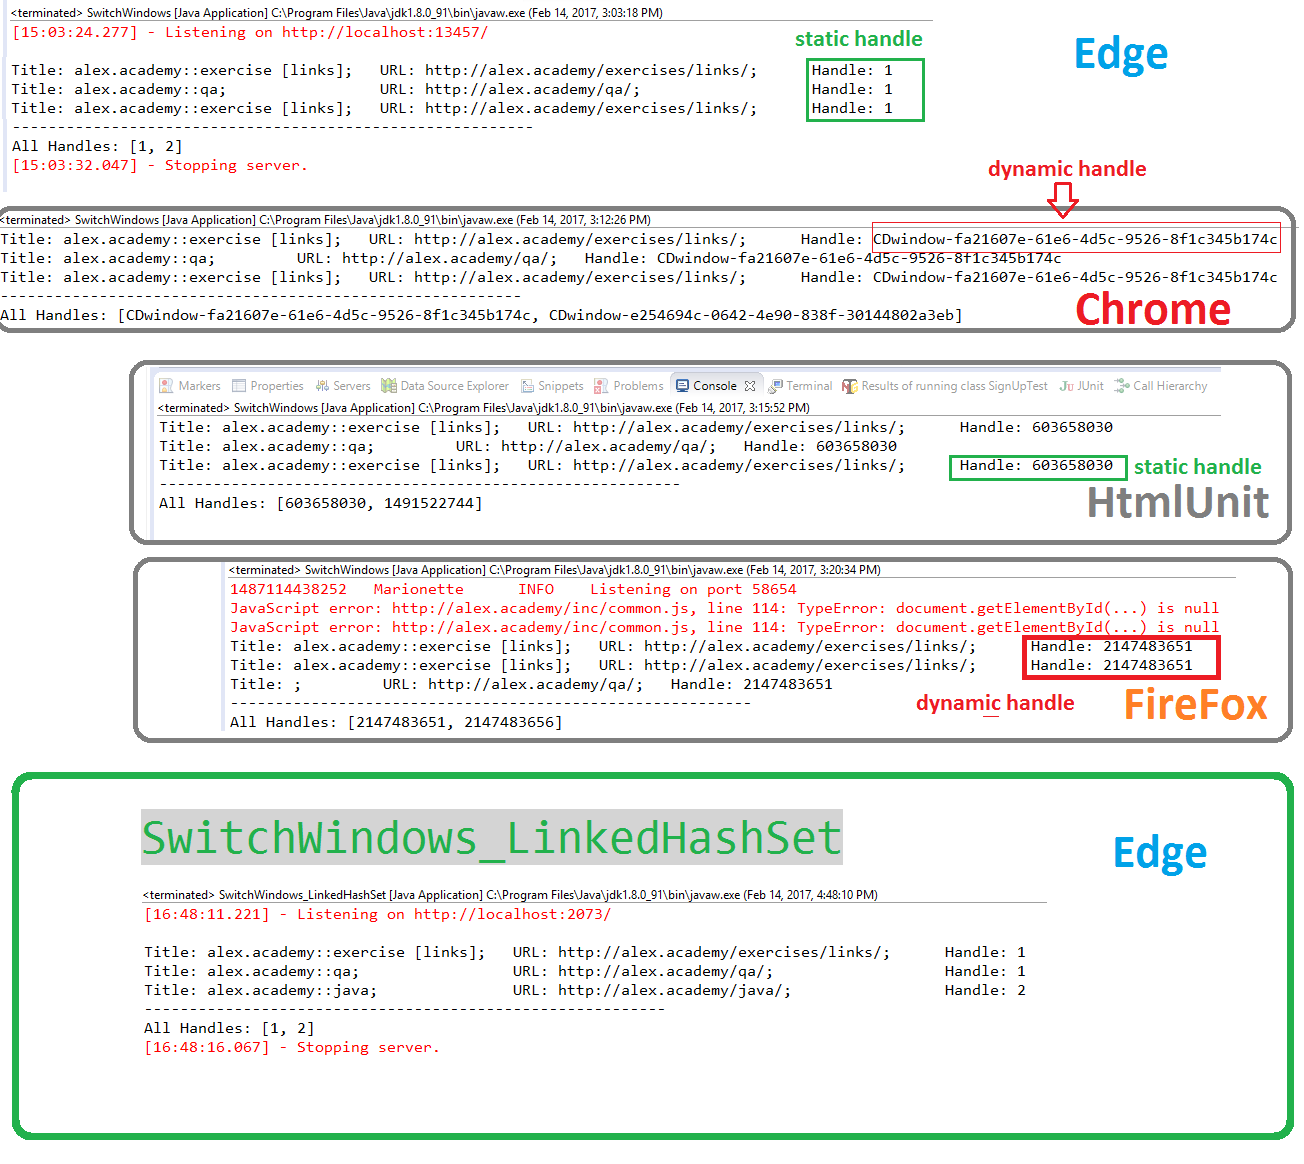 <terminated> SwitchWindows [Java Application] C:\Program Files\Java\jdk1.8.0_91\bin\javaw.exe (Feb 14, 2017, 3:03:18 PM)
[15:03:24.277] - Listening on http://localhost:13457/
static handle
Edge
Title: alex.academy::exercise [links];   URL: http://alex.academy/exercises/links/;   Handle: 1
Title: alex.academy::qa;   URL: http://alex.academy/qa/;   Handle: 1
Title: alex.academy::exercise [links];   URL: http://alex.academy/exercises/links/;   Handle: 1
----------------------------------------------------------
All Handles: [1, 2]
[15:03:32.047] - Stopping server.
dynamic handle
<terminated> SwitchWindows [Java Application] C:\Program Files\Java\jdk1.8.0_91\bin\javaw.exe (Feb 14, 2017, 3:12:26 PM)
Title: alex.academy::exercise [links];   URL: http://alex.academy/exercises/links/;   Handle: CDwindow-fa21607e-61e6-4d5c-9526-8f1c345b174c
Title: alex.academy::qa;   URL: http://alex.academy/qa/;   Handle: CDwindow-fa21607e-61e6-4d5c-9526-8f1c345b174c
Title: alex.academy::exercise [links];   URL: http://alex.academy/exercises/links/;   Handle: CDwindow-fa21607e-61e6-4d5c-9526-8f1c345b174c
----------------------------------------------------------
All Handles: [CDwindow-fa21607e-61e6-4d5c-9526-8f1c345b174c, CDwindow-e254694c-0642-4e90-838f-30144802a3eb]
Chrome
Markers   Properties   Servers   Data Source Explorer   Snippets   Problems   Console   Terminal   Results of running class SignUpTest   JUnit   Call Hierarchy
<terminated> SwitchWindows [Java Application] C:\Program Files\Java\jdk1.8.0_91\bin\javaw.exe (Feb 14, 2017, 3:15:52 PM)
Title: alex.academy::exercise [links];   URL: http://alex.academy/exercises/links/;   Handle: 603658030
Title: alex.academy::qa;   URL: http://alex.academy/qa/;   Handle: 603658030
Title: alex.academy::exercise [links];   URL: http://alex.academy/exercises/links/;   Handle: 603658030
static handle
----------------------------------------------------------
All Handles: [603658030, 1491522744]
HtmlUnit
<terminated> SwitchWindows [Java Application] C:\Program Files\Java\jdk1.8.0_91\bin\javaw.exe (Feb 14, 2017, 3:20:34 PM)
1487114438252   Marionette   INFO   Listening on port 58654
JavaScript error: http://alex.academy/inc/common.js, line 114: TypeError: document.getElementById(...) is null
JavaScript error: http://alex.academy/inc/common.js, line 114: TypeError: document.getElementById(...) is null
Title: alex.academy::exercise [links];   URL: http://alex.academy/exercises/links/;   Handle: 2147483651
Title: alex.academy::exercise [links];   URL: http://alex.academy/exercises/links/;   Handle: 2147483651
Title: ;   URL: http://alex.academy/qa/;   Handle: 2147483651
----------------------------------------------------------
dynamic handle
FireFox
All Handles: [2147483651, 2147483656]
SwitchWindows_LinkedHashSet
Edge
<terminated> SwitchWindows_LinkedHashSet [Java Application] C:\Program Files\Java\jdk1.8.0_91\bin\javaw.exe (Feb 14, 2017, 4:48:10 PM)
[16:48:11.221] - Listening on http://localhost:2073/
Title: alex.academy::exercise [links];   URL: http://alex.academy/exercises/links/;   Handle: 1
Title: alex.academy::qa;   URL: http://alex.academy/qa/;   Handle: 1
Title: alex.academy::java;   URL: http://alex.academy/java/;   Handle: 2
----------------------------------------------------------
All Handles: [1, 2]
[16:48:16.067] - Stopping server.